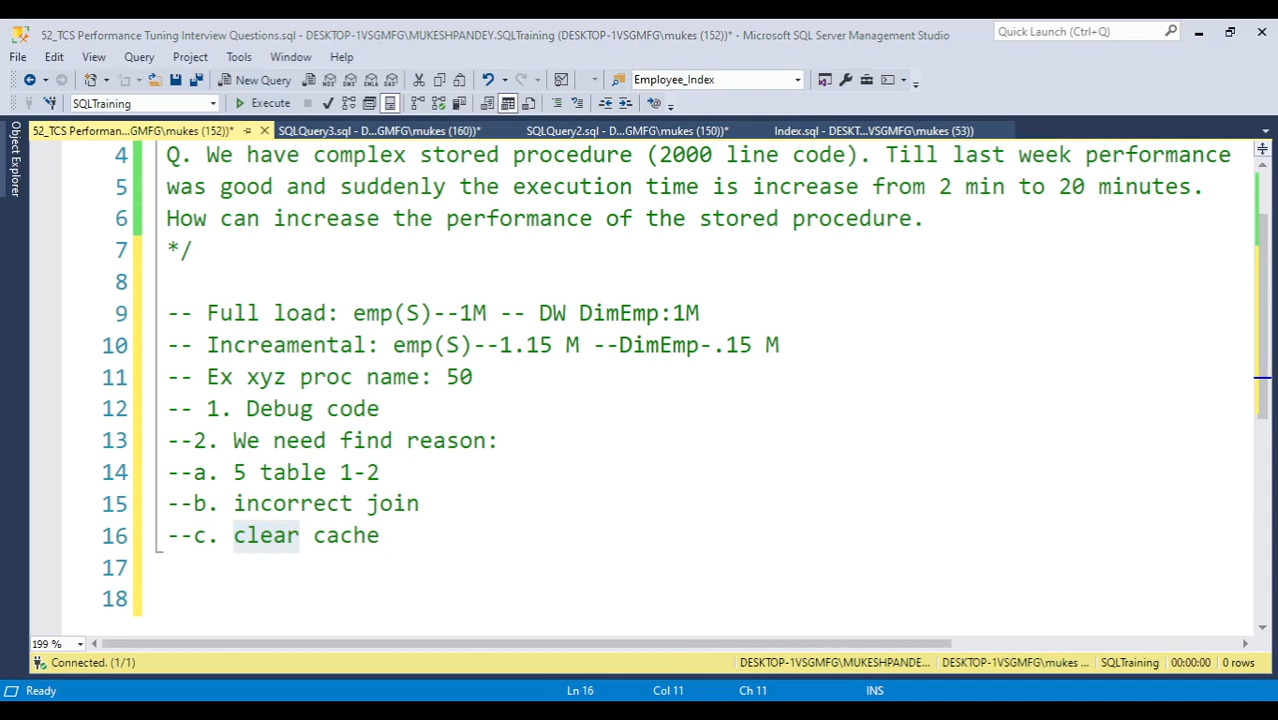 52_TCS Performance Tuning Interview Questions.sql - DESKTOP-1VSGMFG\MUKESHPANDEY.SQLTraining (DESKTOP-1VSGMFG\mukes (152))* - Microsoft SQL Server Management Studio
Quick Launch (Ctrl+Q)
File Edit View Query Project Tools Window Help
New Query
Employee_Index
SQLTraining
Execute
52_TCS Performan...GMFG\mukes (152))*
SQLQuery3.sql - D...GMFG\mukes (160))*
SQLQuery2.sql - D...GMFG\mukes (150))*
Index.sql - DESKT...VSGMFG\mukes (53))
Object Explorer
4 Q. We have complex stored procedure (2000 line code). Till last week performance
5 was good and suddenly the execution time is increase from 2 min to 20 minutes.
6 How can increase the performance of the stored procedure.
7 */
8
9 -- Full load: emp(S)--1M -- DW DimEmp:1M
10 -- Increamental: emp(S)--1.15 M --DimEmp-.15 M
11 -- Ex xyz proc name: 50
12 -- 1. Debug code
13 --2. We need find reason:
14 --a. 5 table 1-2
15 --b. incorrect join
16 --c. clear cache
17
18
199 %
Connected. (1/1)
DESKTOP-1VSGMFG\MUKESHPANDE...
DESKTOP-1VSGMFG\mukes ...
SQLTraining
00:00:00
0 rows
Ready
Ln 16
Col 11
Ch 11
INS